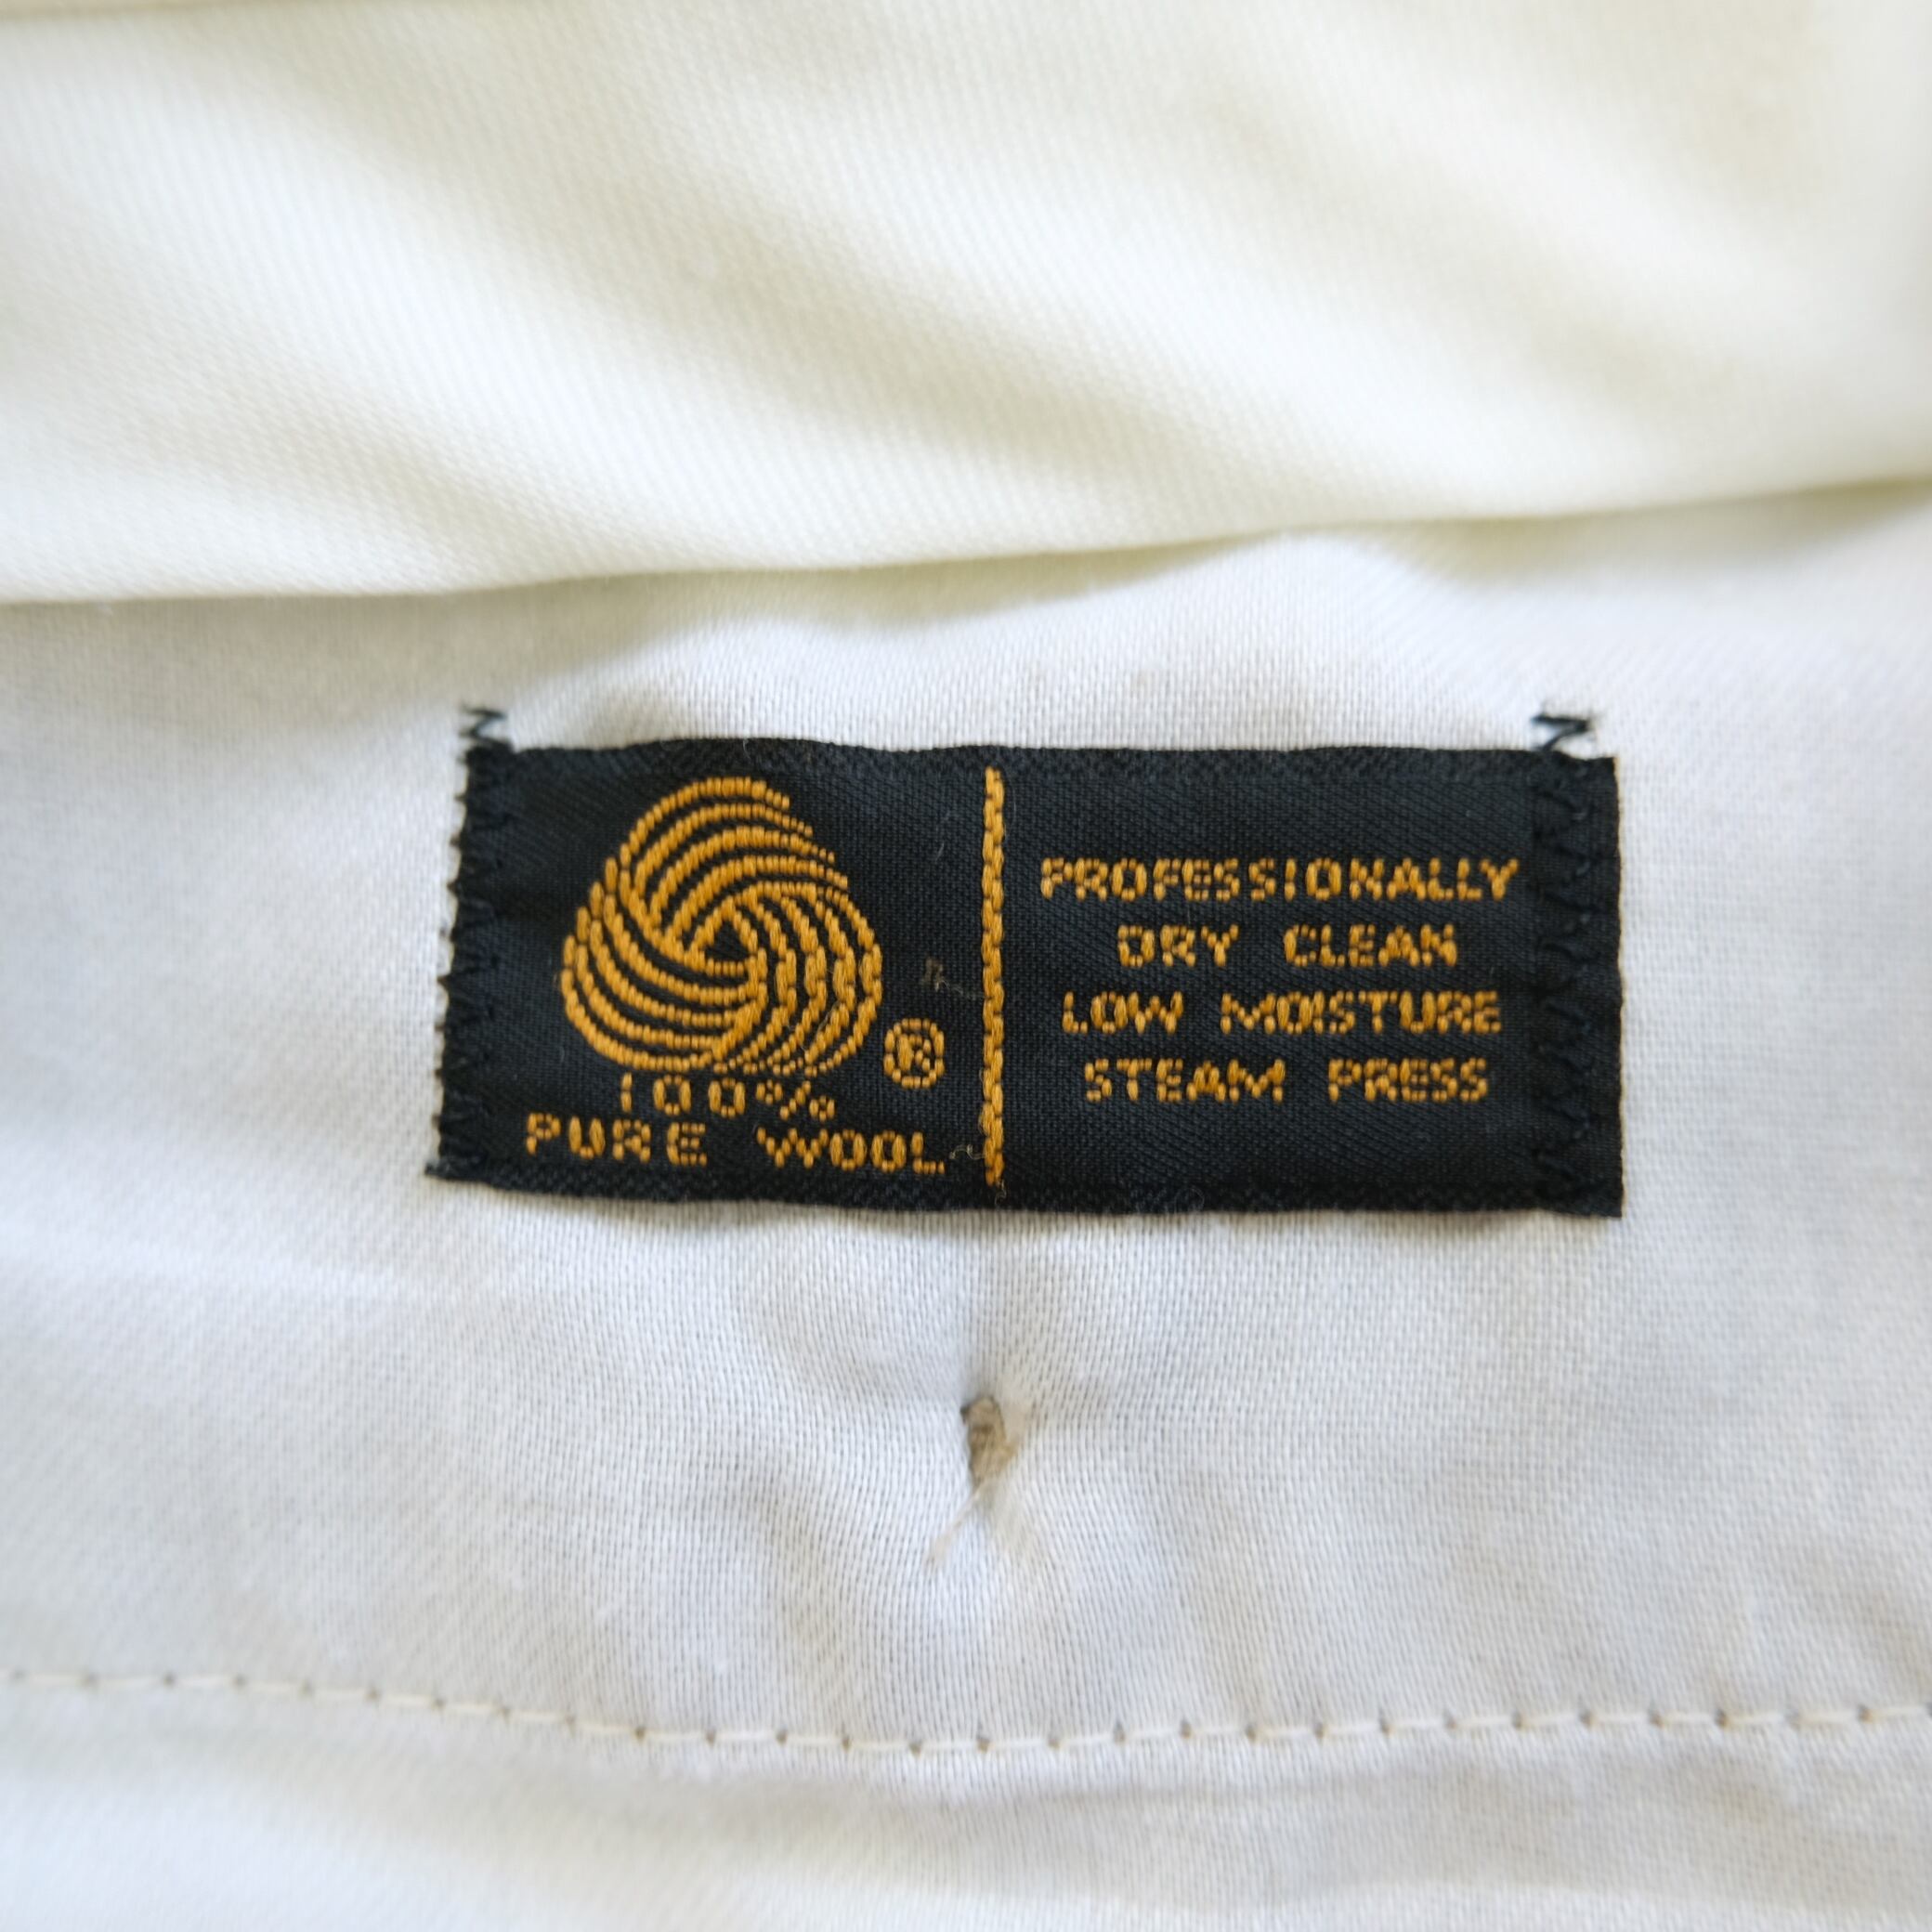 ®
100%
PURE WOOL
PROFESSIONALLY
DRY CLEAN
LOW MOISTURE
STEAM PRESS